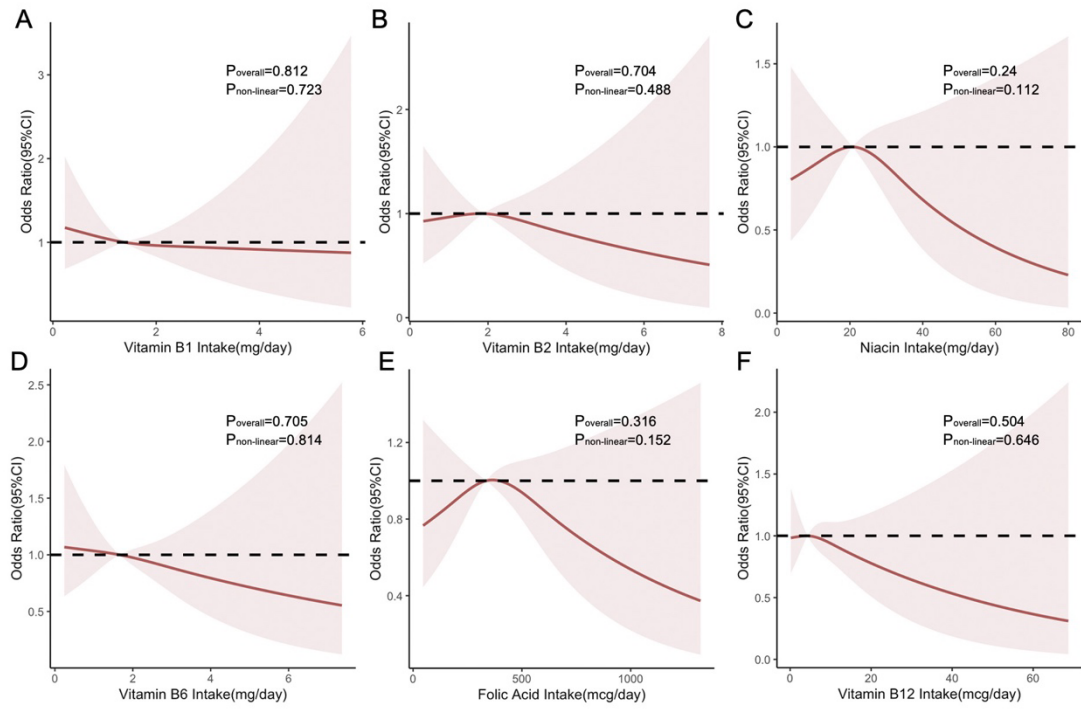 A
Odds Ratio(95%CI)
3
2
1
Poverall=0.812
Pnon-linear=0.723
0
2
4
6
Vitamin B1 Intake(mg/day)
B
Odds Ratio(95%CI)
2
1
0
Poverall=0.704
Pnon-linear=0.488
0
2
4
6
8
Vitamin B2 Intake(mg/day)
C
Odds Ratio(95%CI)
1.5
1.0
0.5
0.0
Poverall=0.24
Pnon-linear=0.112
0
20
40
60
80
Niacin Intake(mg/day)
D
Odds Ratio(95%CI)
2.5
2.0
1.5
1.0
0.5
Poverall=0.705
Pnon-linear=0.814
0
2
4
6
Vitamin B6 Intake(mg/day)
E
Odds Ratio(95%CI)
1.2
0.8
0.4
Poverall=0.316
Pnon-linear=0.152
0
500
1000
Folic Acid Intake(mcg/day)
F
Odds Ratio(95%CI)
2.0
1.5
1.0
0.5
0.0
Poverall=0.504
Pnon-linear=0.646
0
20
40
60
Vitamin B12 Intake(mcg/day)